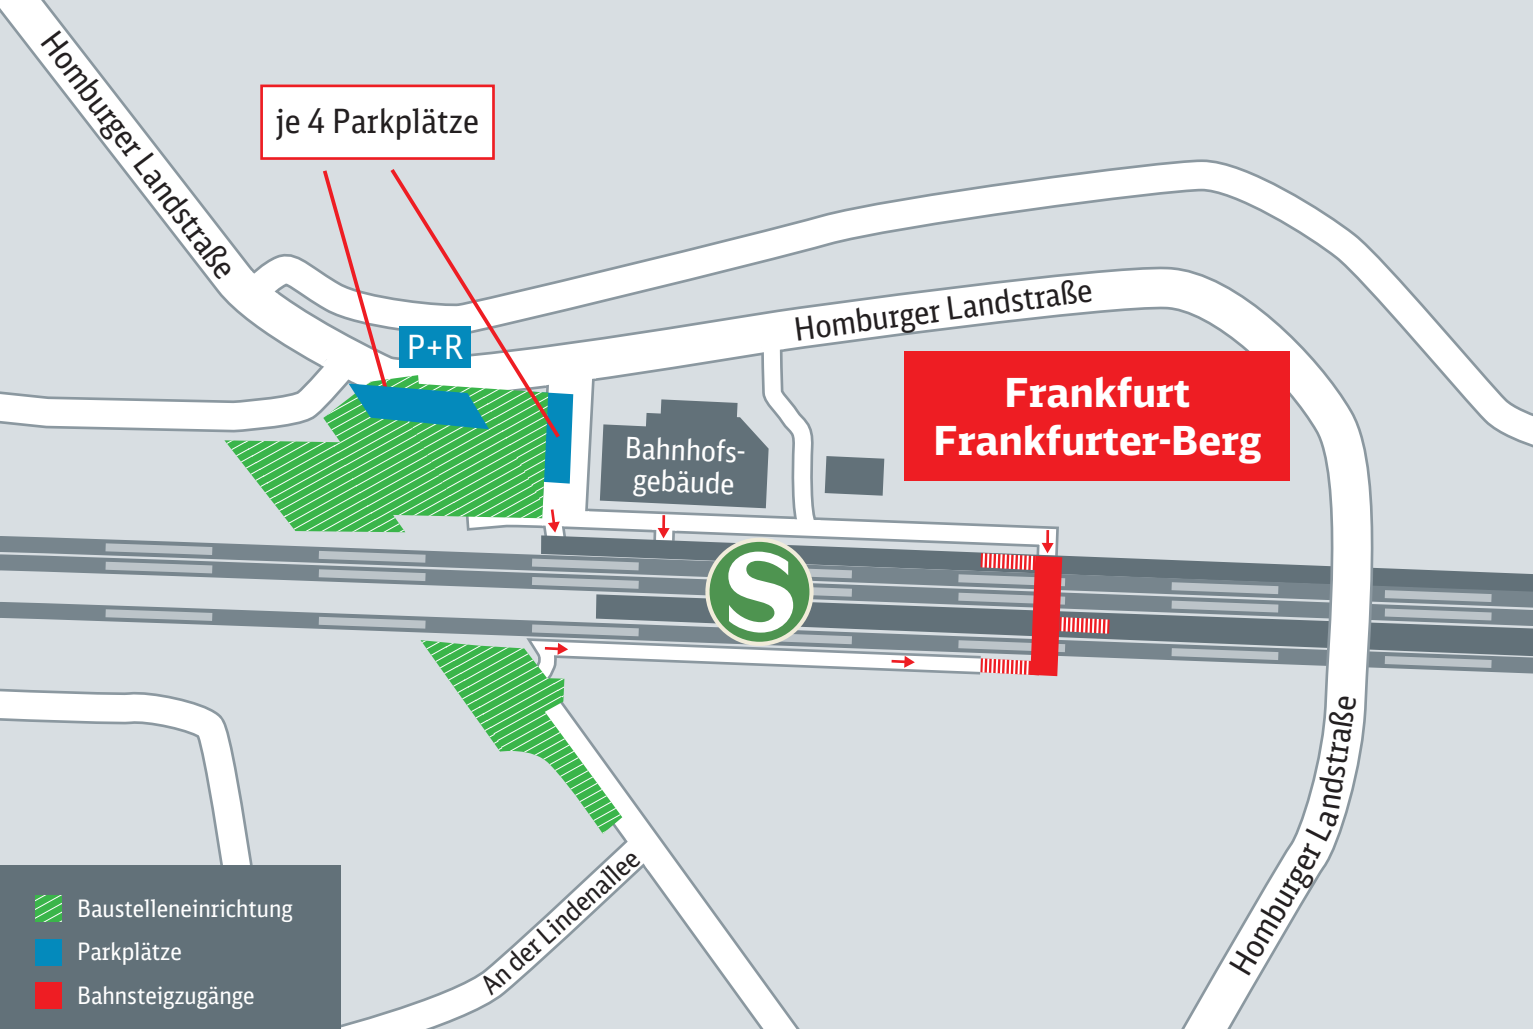 Homburger Landstraße
je 4 Parkplätze
P+R
Homburger Landstraße
Frankfurt
Frankfurter-Berg
Bahnhofs-
gebäude
S
Homburger Landstraße
An der Lindenallee
Baustelleneinrichtung
Parkplätze
Bahnsteigzugänge